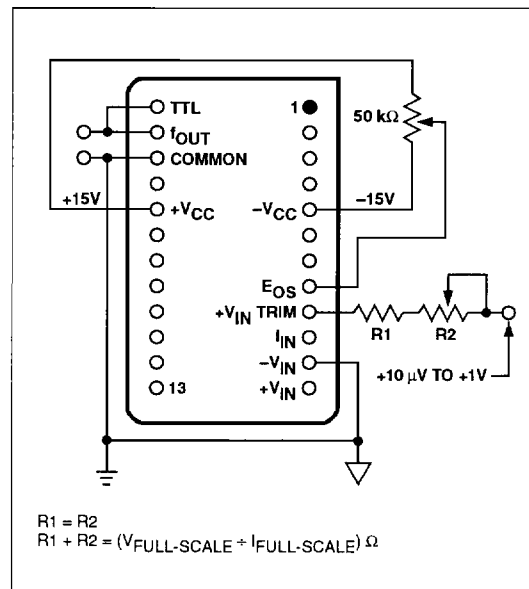 TTL
1
50 kΩ
fOUT
COMMON
+15V
+VCC
−VCC
−15V
EOS
+VIN TRIM
R1
R2
IIN
−VIN
+10 µV TO +1V
13
+VIN
R1 = R2
R1 + R2 = (VFULL-SCALE ÷ IFULL-SCALE) Ω